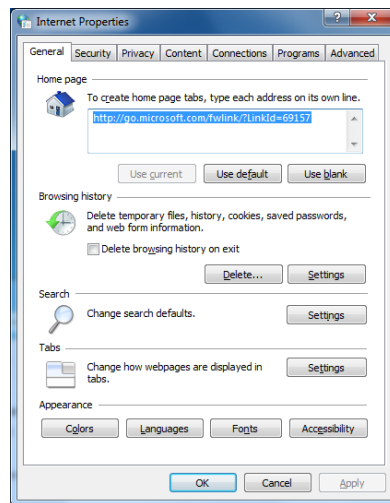 Internet Properties
General Security Privacy Content Connections Programs Advanced
Home page
To create home page tabs, type each address on its own line.
http://go.microsoft.com/fwlink/?LinkId=69157
Use current Use default Use blank
Browsing history
Delete temporary files, history, cookies, saved passwords,
and web form information.
Delete browsing history on exit
Delete... Settings
Search
Change search defaults. Settings
Tabs
Change how webpages are displayed in
tabs.
Settings
Appearance
Colors Languages Fonts Accessibility
OK Cancel Apply